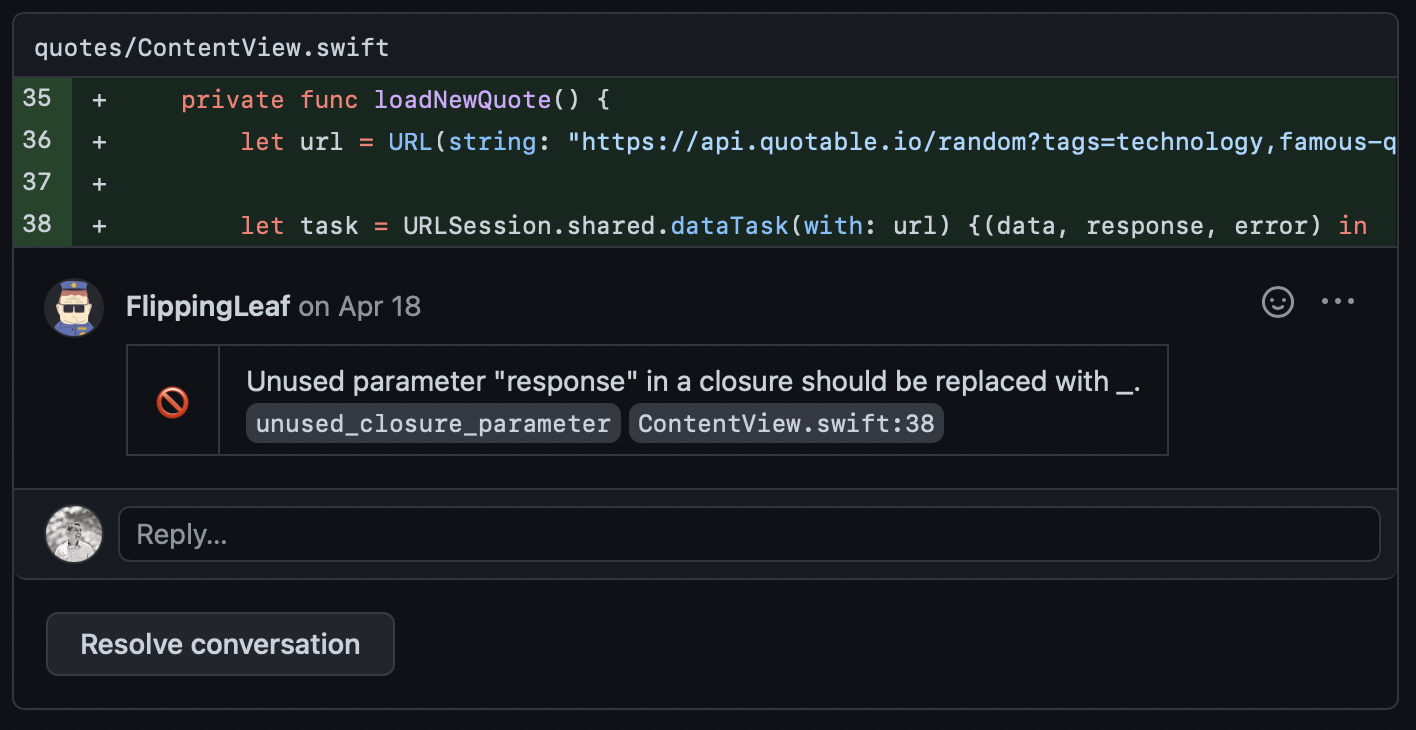 quotes/ContentView.swift
35 + private func loadNewQuote() {
36 + let url = URL(string: "https://api.quotable.io/random?tags=technology,famous-q
37 +
38 + let task = URLSession.shared.dataTask(with: url) {(data, response, error) in
FlippingLeaf on Apr 18
Unused parameter "response" in a closure should be replaced with _.
unused_closure_parameter ContentView.swift:38
Reply...
Resolve conversation